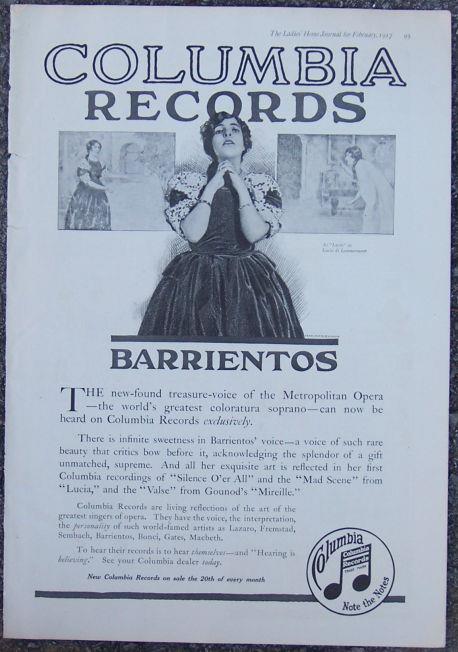 The Ladies' Home Journal for February, 1917 93
COLUMBIA
RECORDS
As "Lucia" in
Lucia di Lammermoor
BARRIENTOS
THE new-found treasure-voice of the Metropolitan Opera
—the world's greatest coloratura soprano—can now be
heard on Columbia Records exclusively.
There is infinite sweetness in Barrientos' voice—a voice of such rare
beauty that critics bow before it, acknowledging the splendor of a gift
unmatched, supreme. And all her exquisite art is reflected in her first
Columbia recordings of "Silence O'er All" and the "Mad Scene" from
"Lucia," and the "Valse" from Gounod's "Mireille."
Columbia Records are living reflections of the art of the
greatest singers of opera. They have the voice, the interpretation,
the personality of such world-famed artists as Lazaro, Fremstad,
Sembach, Barrientos, Bonci, Gates, Macbeth.
To hear their records is to hear themselves—and "Hearing is
believing." See your Columbia dealer today.
New Columbia Records on sale the 20th of every month
Columbia
Columbia
Records
TRADE MARK
Note the Notes